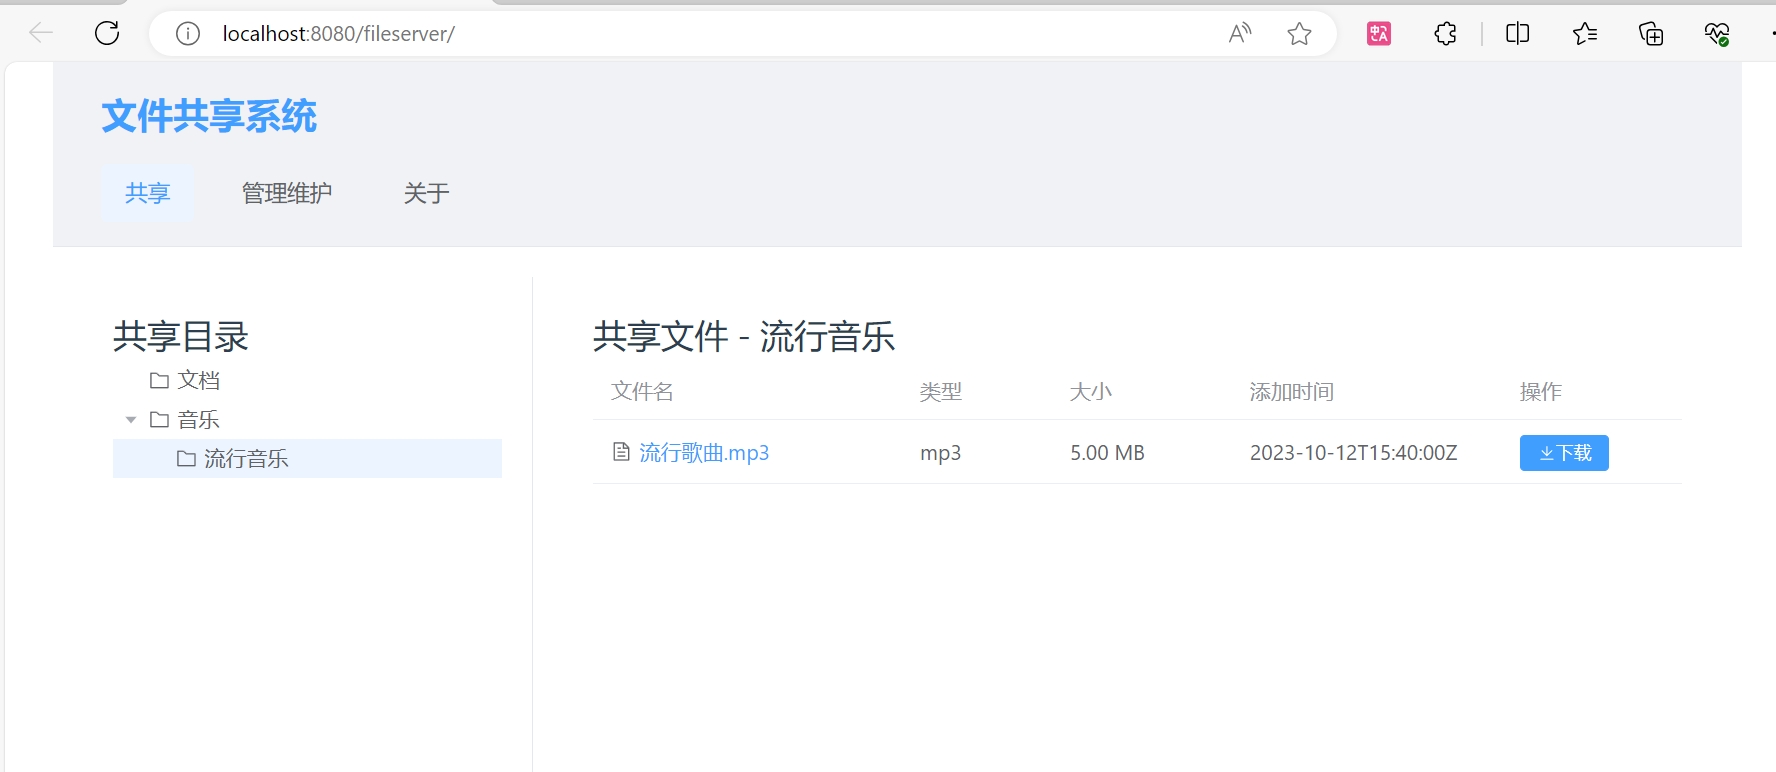 localhost:8080/fileserver/
文件共享系统
共享 管理维护 关于
共享目录
文档
音乐
流行音乐
共享文件 - 流行音乐
文件名 类型 大小 添加时间 操作
流行歌曲.mp3 mp3 5.00 MB 2023-10-12T15:40:00Z 下载